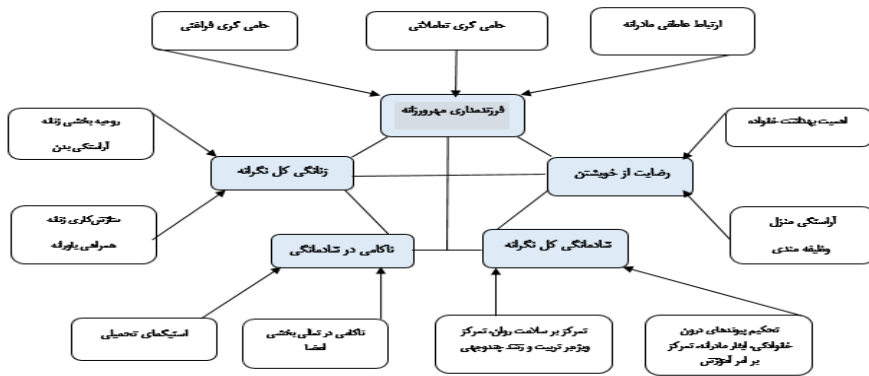 ارتباط عاطفی مادرانه
حامی گری تعاملاتی
حامی گری فراغتی
فرزندمداری مهرورزانه
اهمیت بهداشت خانواده
روحیه بخشی زنانه
آراستگی بدن
رضایت از خویشتن
زنانگی کل نگرانه
آراستگی منزل
وظیفه مندی
سازش‌کاری زنانه
همراهی یاورانه
شادمانگی کل نگرانه
ناکامی در شادمانگی
تحکیم پیوندهای درون
خانوادگی، ایثار مادرانه، تمرکز
بر امر آموزش
تمرکز بر سلامت روان، تمرکز
ویژه‌بر تربیت و رشد چندوجهی
ناکامی در تعالی بخشی
اعضا
استیگمای تحمیلی